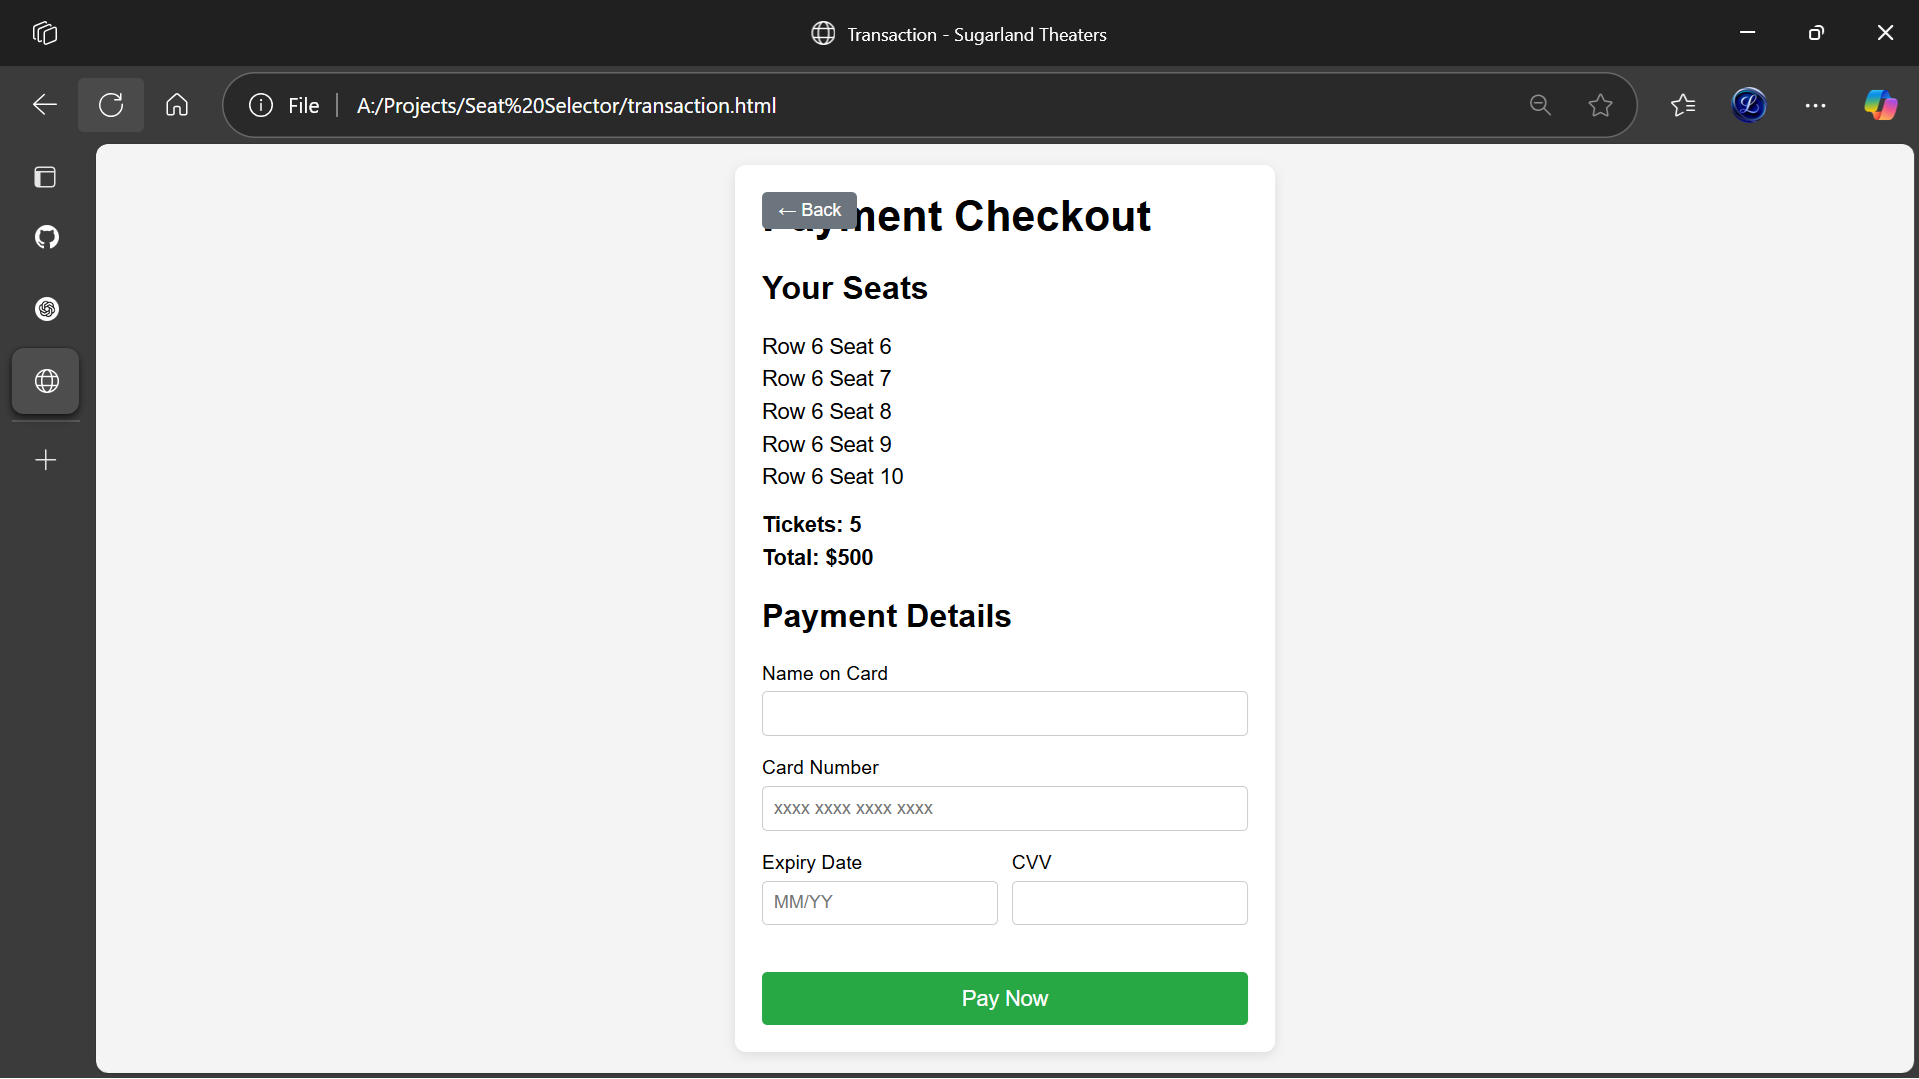 Transaction - Sugarland Theaters
File A:/Projects/Seat%20Selector/transaction.html
← Back
ment Checkout
Your Seats
Row 6 Seat 6
Row 6 Seat 7
Row 6 Seat 8
Row 6 Seat 9
Row 6 Seat 10
Tickets: 5
Total: $500
Payment Details
Name on Card
Card Number
xxxx xxxx xxxx xxxx
Expiry Date CVV
MM/YY
Pay Now